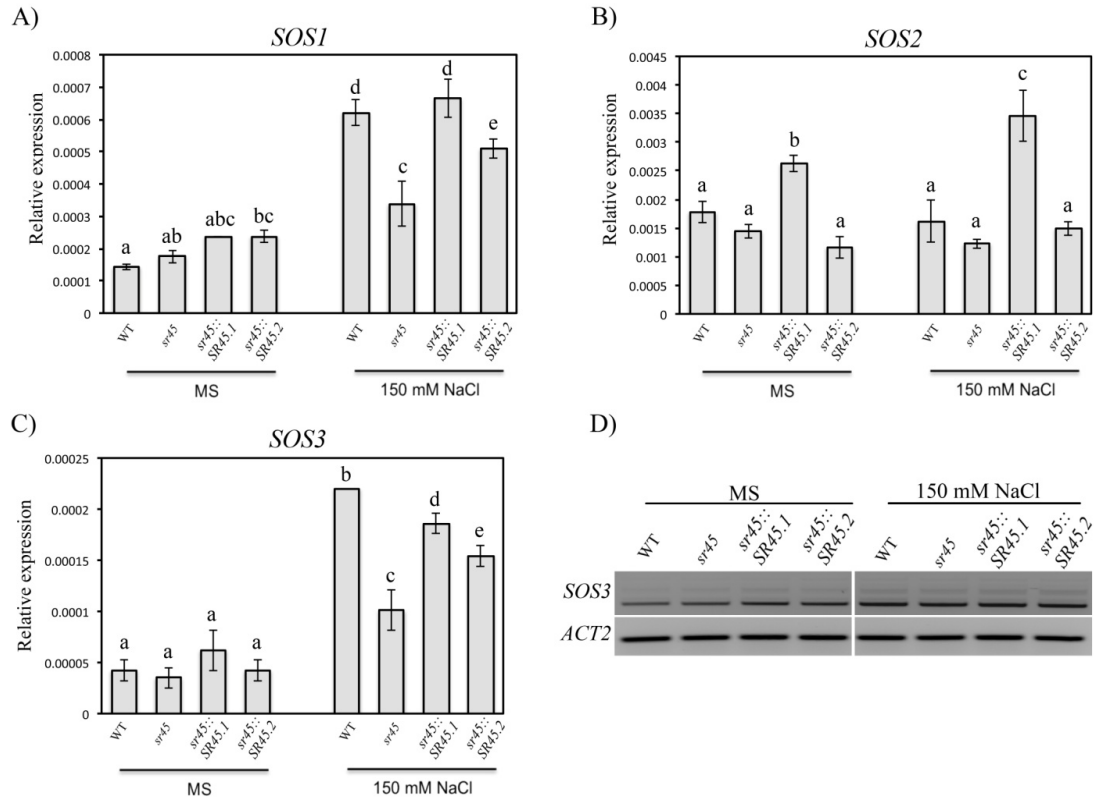 A)
SOS1
Relative expression
0.0008
0.0007
0.0006
0.0005
0.0004
0.0003
0.0002
0.0001
0
a
ab
abc
bc
d
c
d
e
WT
sr45
sr45::
SR45.1
sr45::
SR45.2
WT
sr45
sr45::
SR45.1
sr45::
SR45.2
MS
150 mM NaCl
B)
SOS2
Relative expression
0.0045
0.004
0.0035
0.003
0.0025
0.002
0.0015
0.001
0.0005
0
a
a
b
a
a
a
c
a
WT
sr45
sr45::
SR45.1
sr45::
SR45.2
WT
sr45
sr45::
SR45.1
sr45::
SR45.2
MS
150 mM NaCl
C)
SOS3
Relative expression
0.00025
0.0002
0.00015
0.0001
0.00005
0
a
a
a
a
b
c
d
e
WT
sr45
sr45::
SR45.1
sr45::
SR45.2
WT
sr45
sr45::
SR45.1
sr45::
SR45.2
MS
150 mM NaCl
D)
MS
150 mM NaCl
WT
sr45
sr45::
SR45.1
sr45::
SR45.2
WT
sr45
sr45::
SR45.1
sr45::
SR45.2
SOS3
ACT2